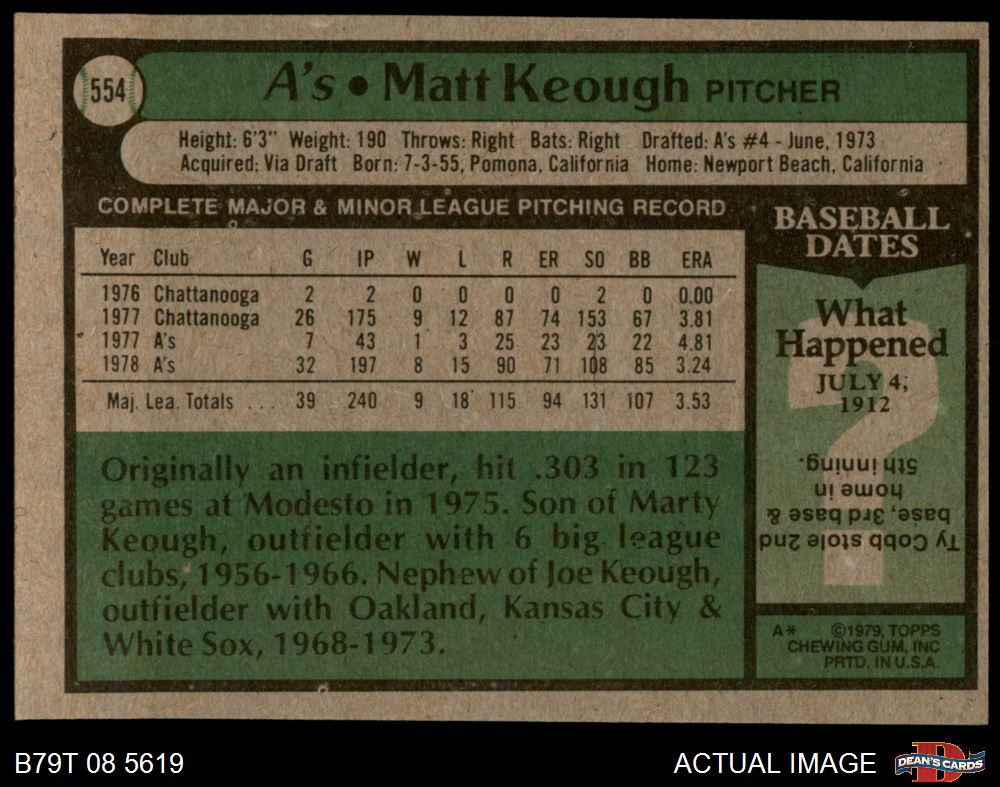 554
A's • Matt Keough PITCHER
Height: 6'3" Weight: 190 Throws: Right Bats: Right Drafted: A's #4 - June, 1973
Acquired: Via Draft Born: 7-3-55, Pomona, California Home: Newport Beach, California
COMPLETE MAJOR & MINOR LEAGUE PITCHING RECORD
Year Club G IP W L R ER SO BB ERA
1976 Chattanooga 2 2 0 0 0 0 2 0 0.00
1977 Chattanooga 26 175 9 12 87 74 153 67 3.81
1977 A's 7 43 1 3 25 23 23 22 4.81
1978 A's 32 197 8 15 90 71 108 85 3.24
Maj. Lea. Totals ... 39 240 9 18 115 94 131 107 3.53
Originally an infielder, hit .303 in 123
games at Modesto in 1975. Son of Marty
Keough, outfielder with 6 big league
clubs, 1956-1966. Nephew of Joe Keough,
outfielder with Oakland, Kansas City &
White Sox, 1968-1973.
BASEBALL
DATES
What
Happened
JULY 4,
1912
?
Ty Cobb stole 2nd
base, 3rd base &
home in
5th inning.
A* ©1979, TOPPS
CHEWING GUM, INC
PRTD. IN U.S.A.
B79T 08 5619
ACTUAL IMAGE
D
DEAN'S CARDS